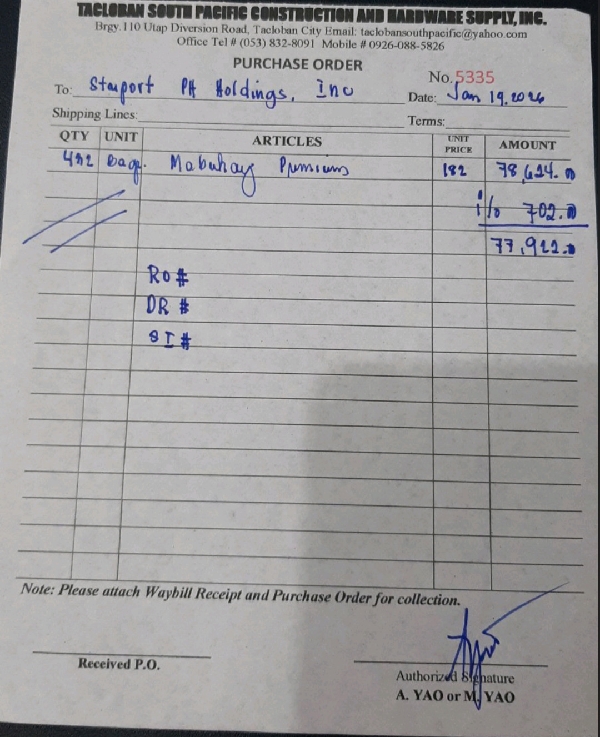 TACLOBAN SOUTH PACIFIC CONSTRUCTION AND HARDWARE SUPPLY, INC.
Brgy. 110 Utap Diversion Road, Tacloban City Email: taclobansouthpacific@yahoo.com
Office Tel # (053) 832-8091 Mobile # 0926-088-5826
PURCHASE ORDER
No. 5335
To: Starport PH Holdings, Inc Date: Jan 19, 2026
Shipping Lines: Terms:
QTY UNIT ARTICLES UNIT PRICE AMOUNT
432 Bags. Mabuhay Premium 182 78,624.00
1% 702.00
77,922.00
RO #
DR #
SI #
Note: Please attach Waybill Receipt and Purchase Order for collection.
Received P.O.
Authorized Signature
A. YAO or M. YAO